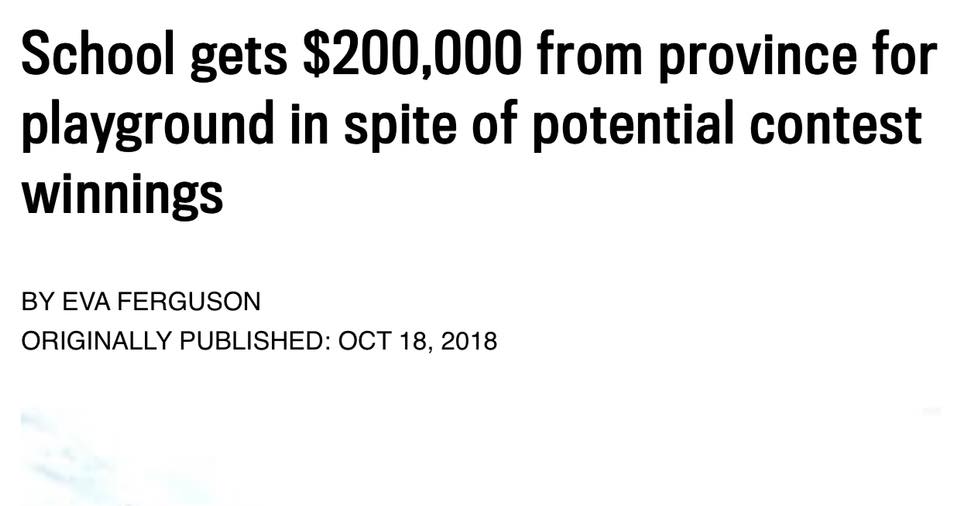 School gets $200,000 from province for
playground in spite of potential contest
winnings
BY EVA FERGUSON
ORIGINALLY PUBLISHED: OCT 18, 2018